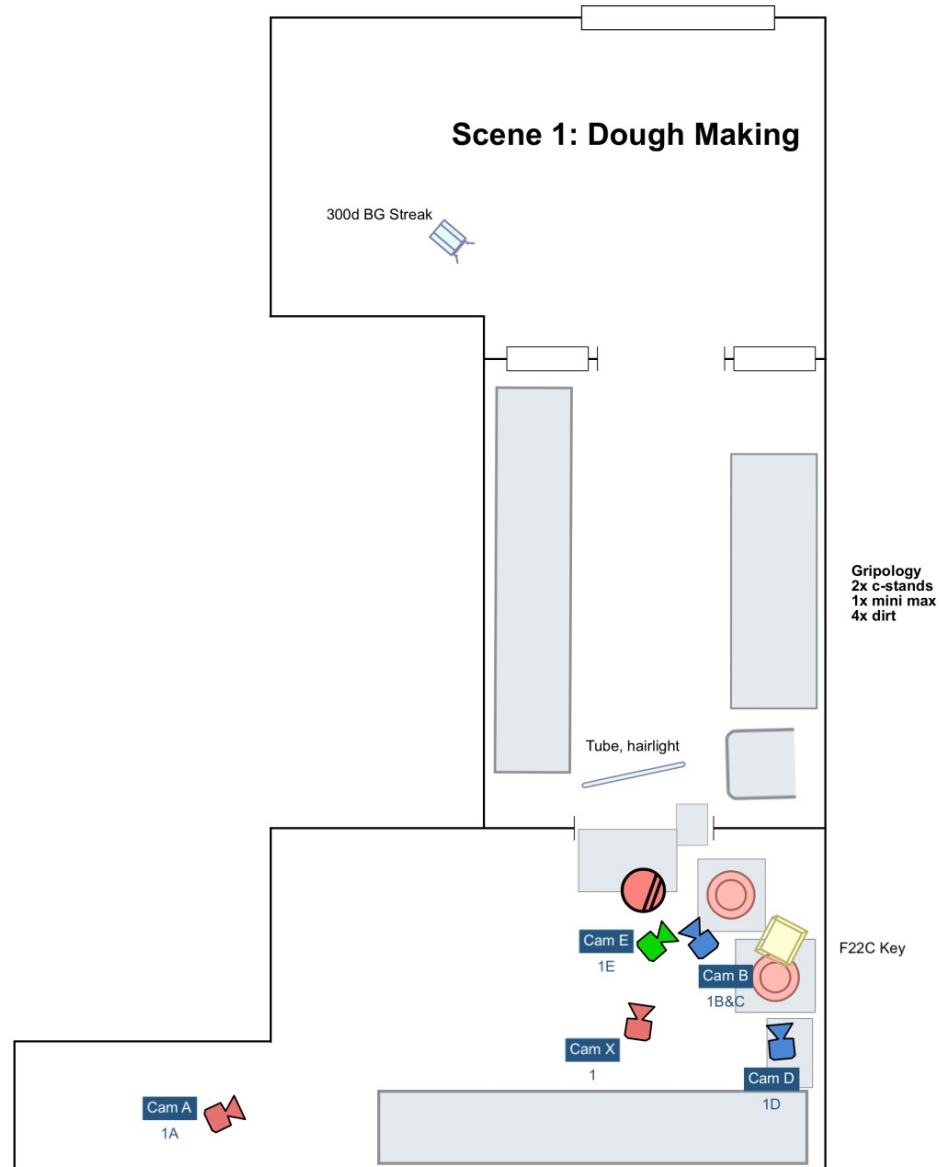 Scene 1: Dough Making
300d BG Streak
Gripology
2x c-stands
1x mini max
4x dirt
Tube, hairlight
Cam E
1E
F22C Key
Cam B
1B&C
Cam X
1
Cam D
1D
Cam A
1A